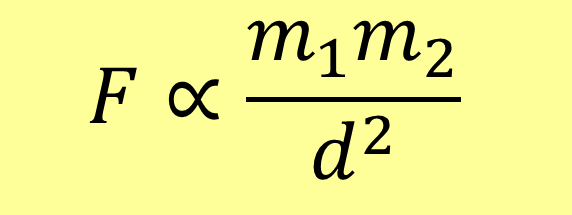 F ∝ m₁m₂ / d²